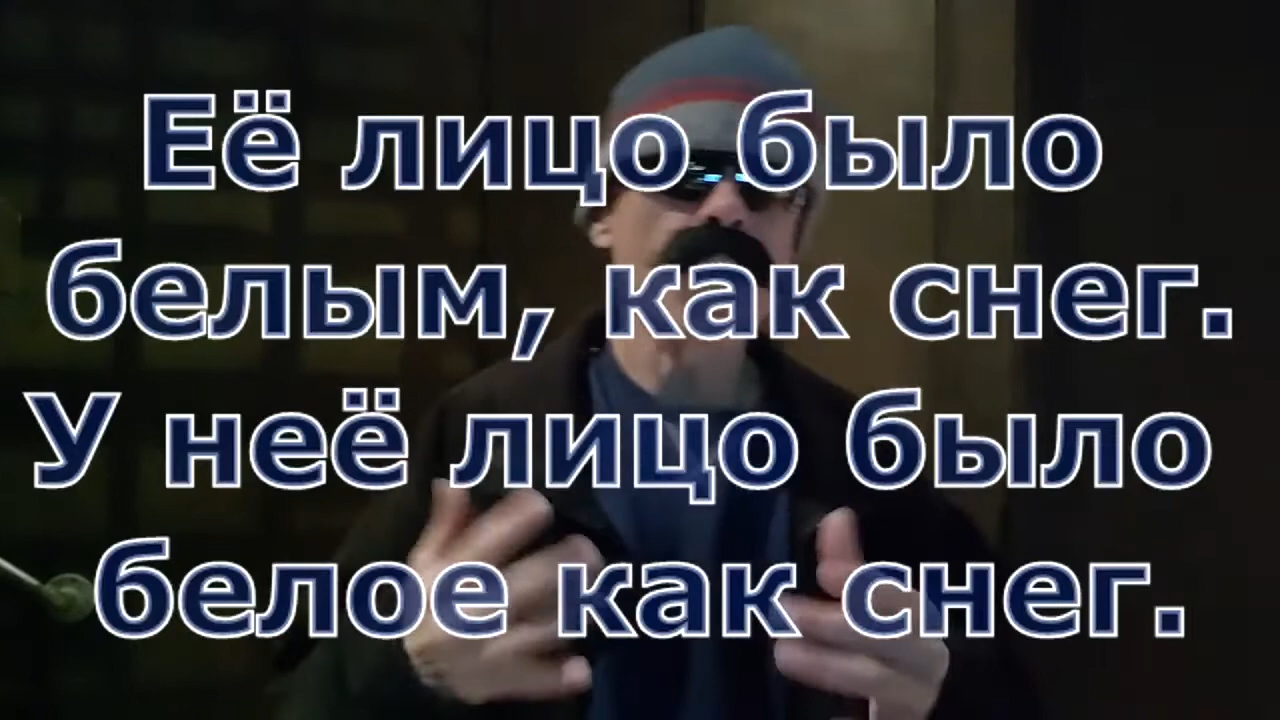 Её лицо было
белым, как снег.
У неё лицо было
белое как снег.